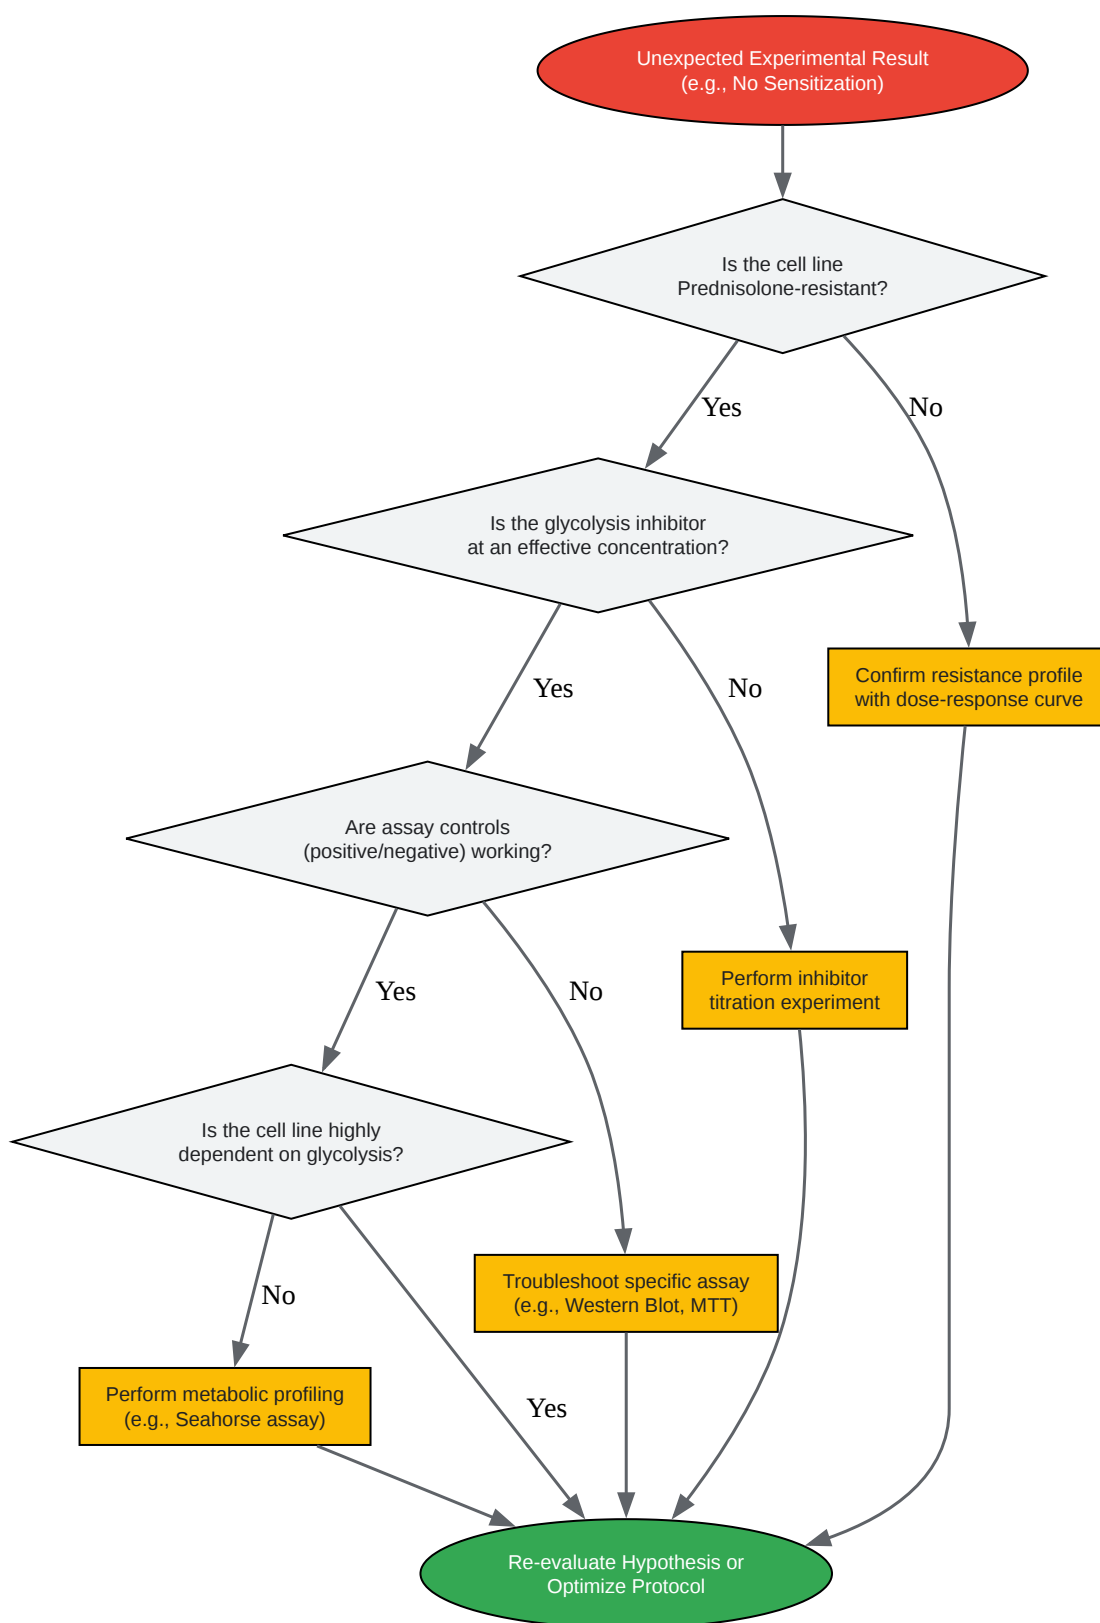 Unexpected Experimental Result
(e.g., No Sensitization)
Is the cell line
Prednisolone-resistant?
Yes
No
Is the glycolysis inhibitor
at an effective concentration?
Yes
No
Confirm resistance profile
with dose-response curve
Are assay controls
(positive/negative) working?
Yes
No
Perform inhibitor
titration experiment
Is the cell line highly
dependent on glycolysis?
No
Yes
Troubleshoot specific assay
(e.g., Western Blot, MTT)
Perform metabolic profiling
(e.g., Seahorse assay)
Re-evaluate Hypothesis or
Optimize Protocol